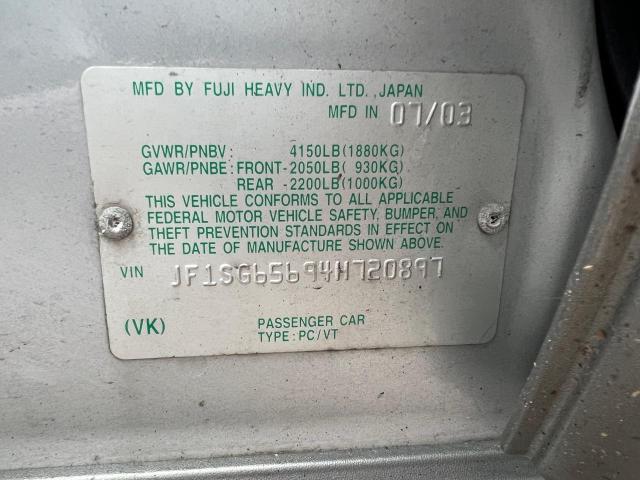 MFD BY FUJI HEAVY IND. LTD., JAPAN
MFD IN 07/03
GVWR/PNBV: 4150LB(1880KG)
GAWR/PNBE: FRONT-2050LB( 930KG)
REAR -2200LB(1000KG)
THIS VEHICLE CONFORMS TO ALL APPLICABLE
FEDERAL MOTOR VEHICLE SAFETY, BUMPER, AND
THEFT PREVENTION STANDARDS IN EFFECT ON
THE DATE OF MANUFACTURE SHOWN ABOVE.
VIN JF1SG65694H720897
(VK) PASSENGER CAR
TYPE: PC/VT